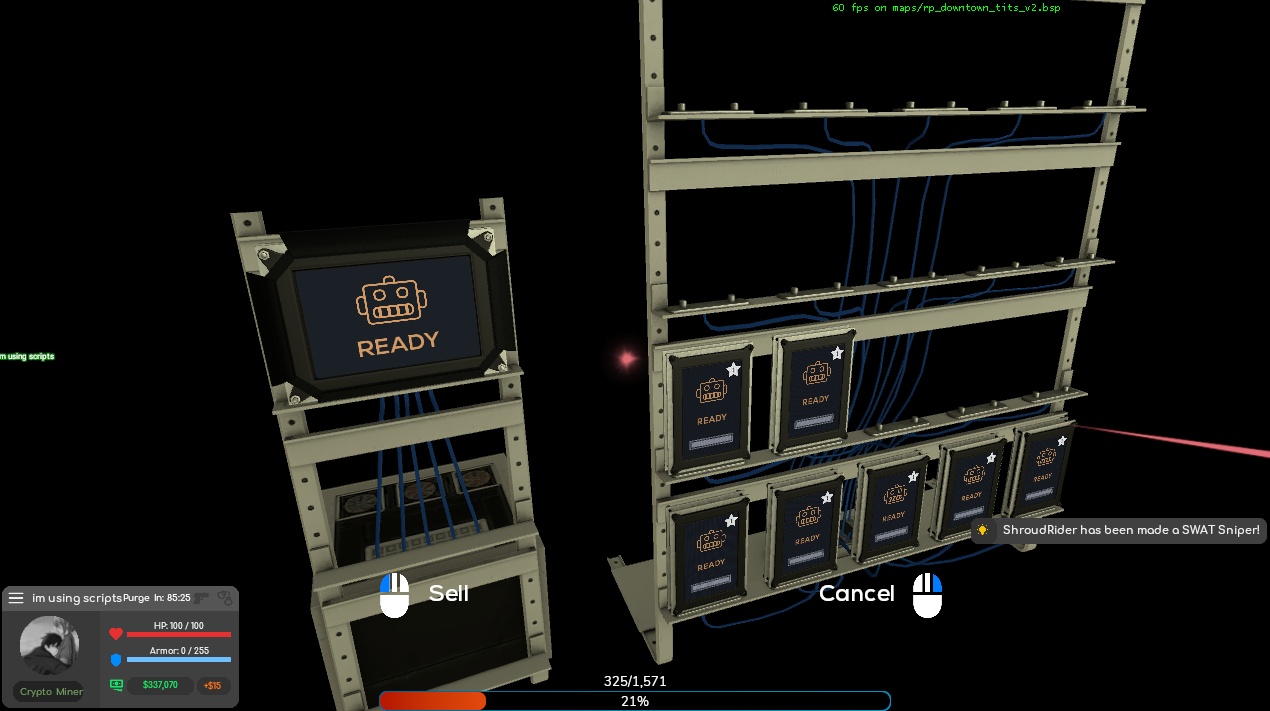 60 fps on maps/rp_downtown_tits_v2.bsp
READY
READY
READY
m using scripts
READY
READY
READY
READY
READY
ShroudRider has been made a SWAT Sniper!
Sell
Cancel
im using scripts
Purge In: 85:25
HP: 100 / 100
Armor: 0 / 255
$337,070
+$15
Crypto Miner
325/1,571
21%